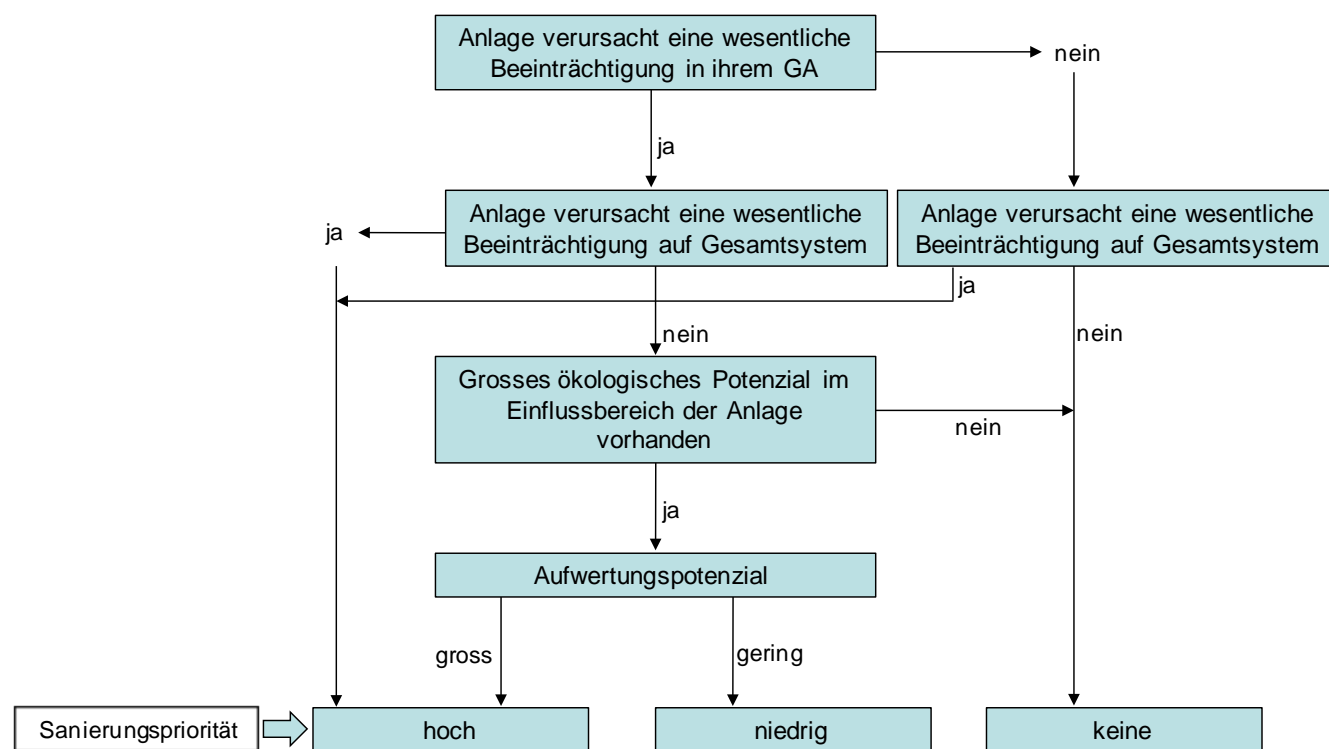 Anlage verursacht eine wesentliche
Beeinträchtigung in ihrem GA
nein
ja
Anlage verursacht eine wesentliche
Beeinträchtigung auf Gesamtsystem
Anlage verursacht eine wesentliche
Beeinträchtigung auf Gesamtsystem
ja
ja
nein
nein
Grosses ökologisches Potenzial im
Einflussbereich der Anlage
vorhanden
nein
ja
Aufwertungspotenzial
gross
gering
Sanierungspriorität
hoch
niedrig
keine